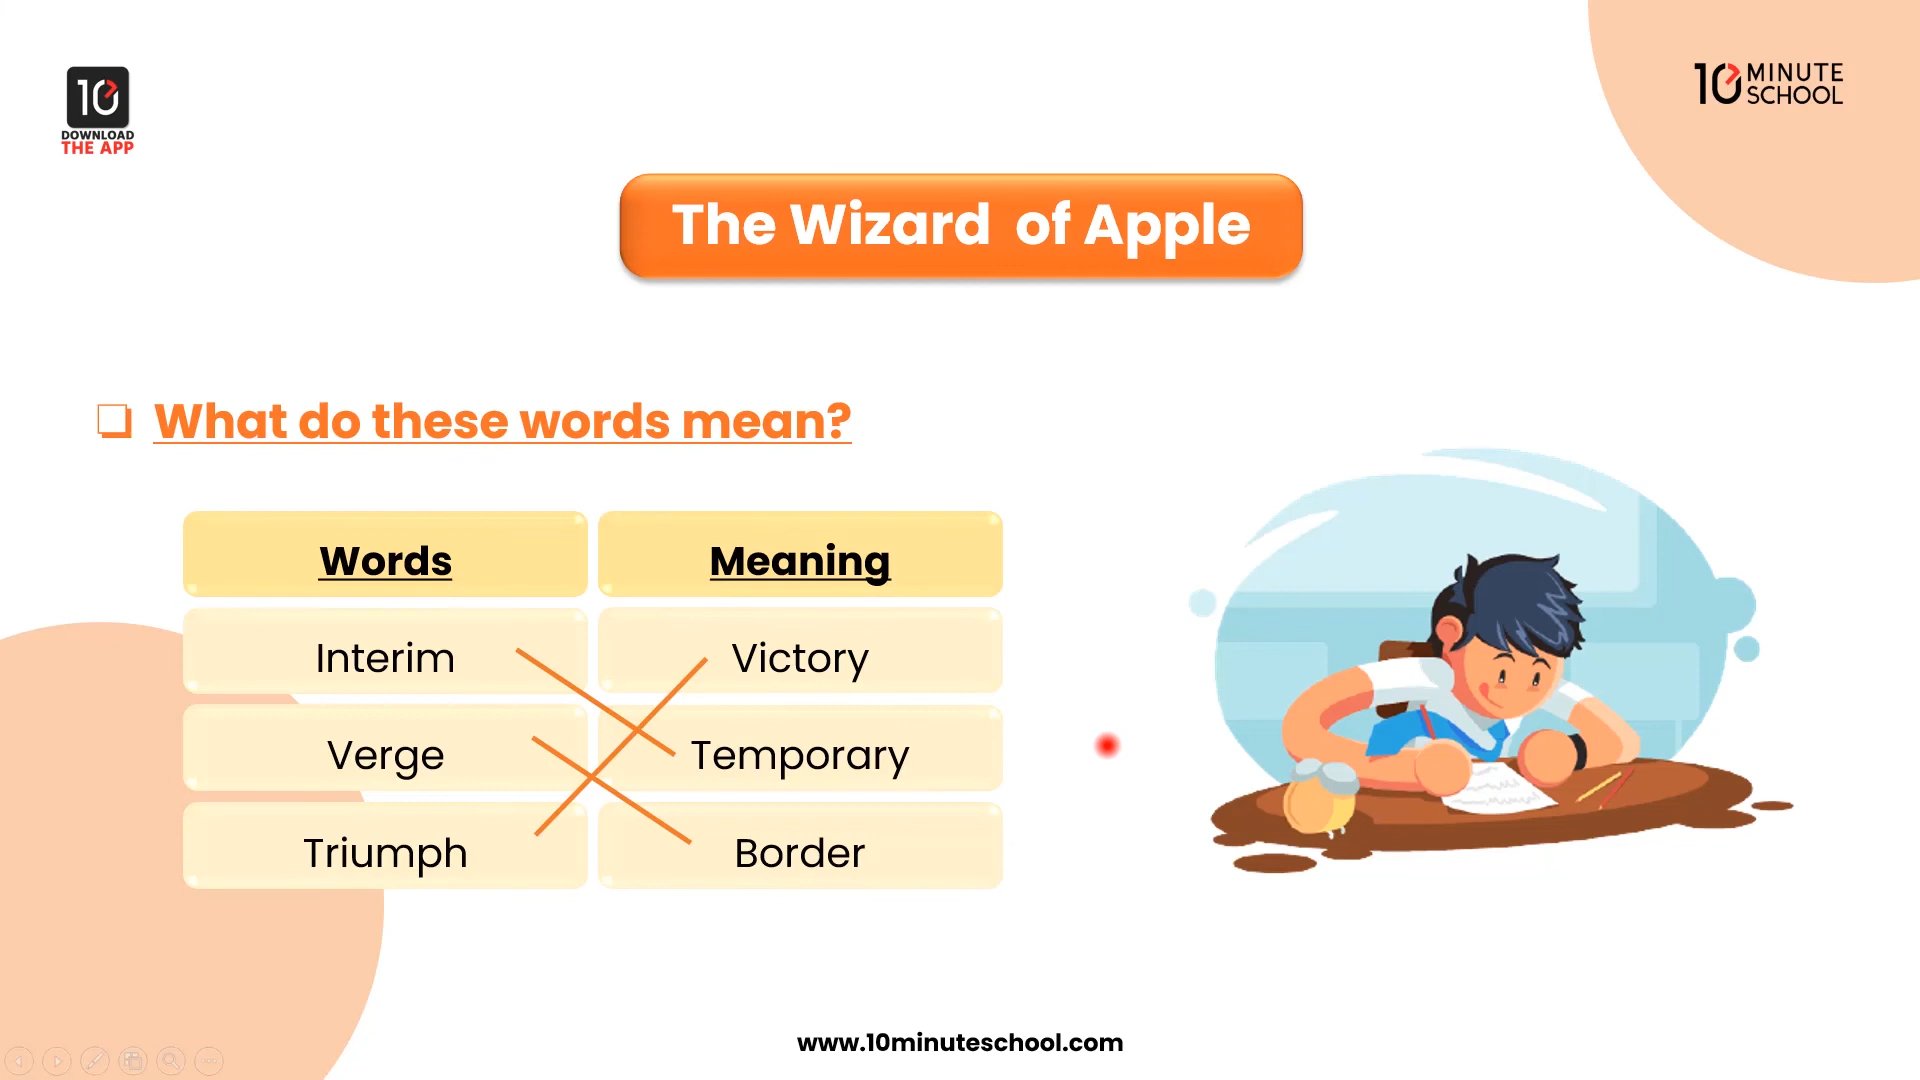 10
DOWNLOAD
THE APP
10 MINUTE
SCHOOL
The Wizard of Apple
What do these words mean?
Words Meaning
Interim Victory
Verge Temporary
Triumph Border
www.10minuteschool.com